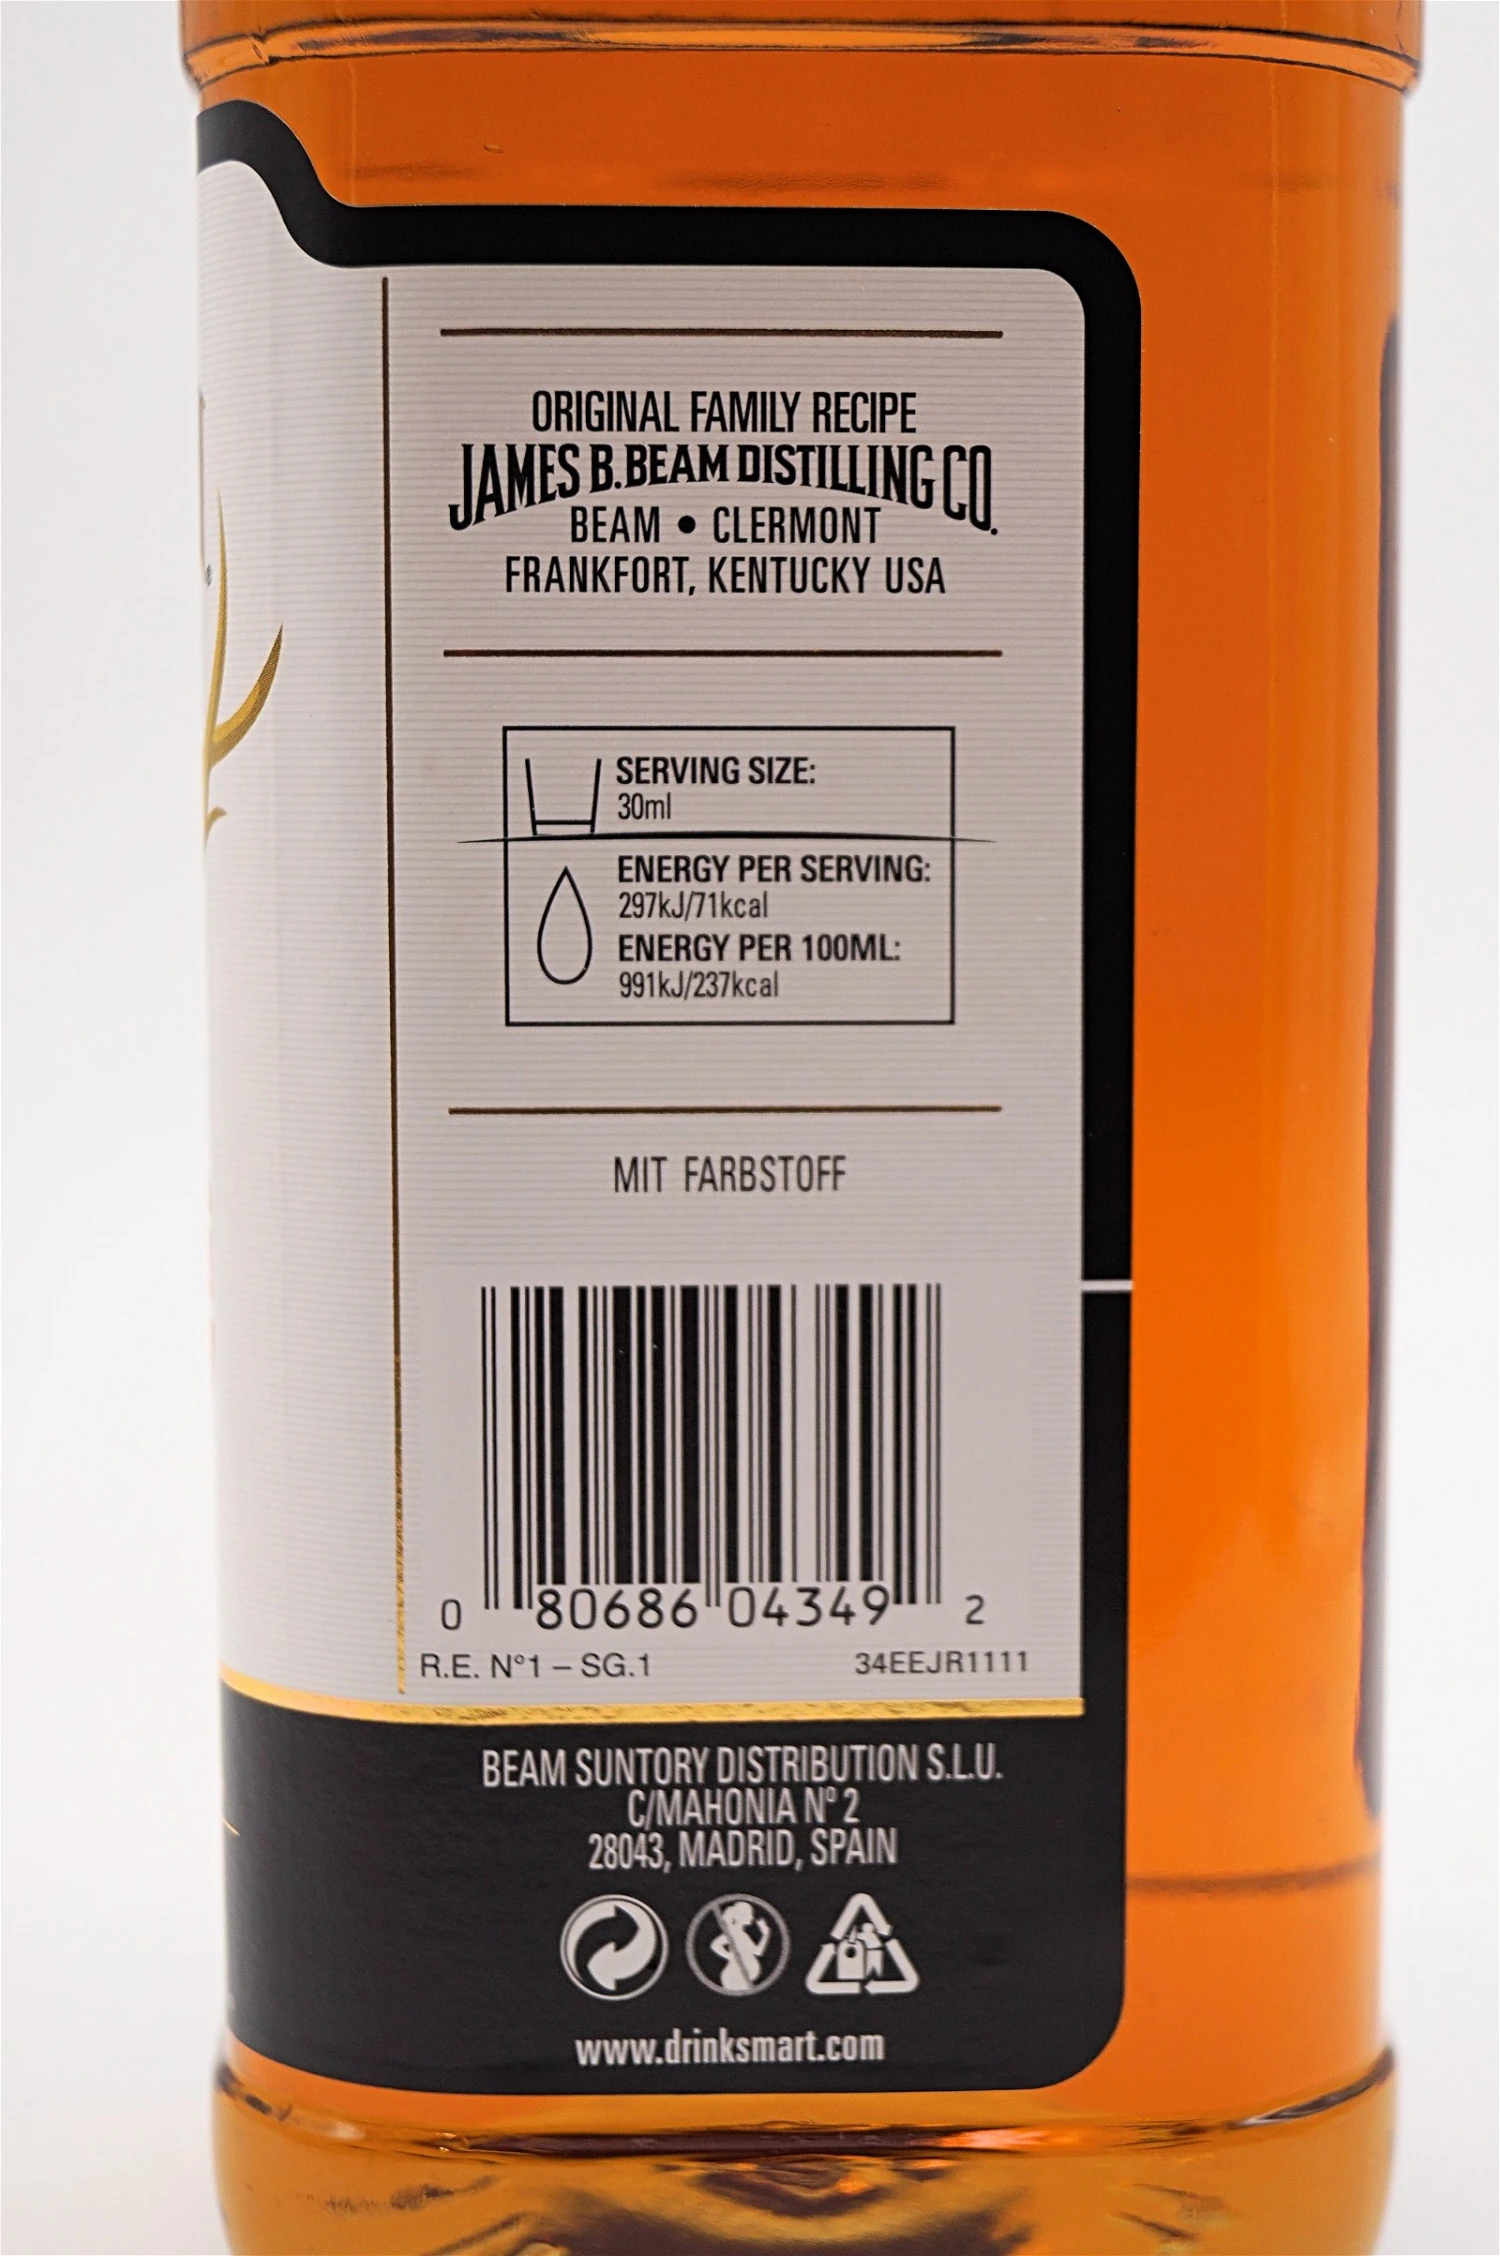 ORIGINAL FAMILY RECIPE
JAMES B. BEAM DISTILLING CO.
BEAM • CLERMONT
FRANKFORT, KENTUCKY USA
SERVING SIZE:
30ml
ENERGY PER SERVING:
297kJ/71kcal
ENERGY PER 100ML:
991kJ/237kcal
MIT FARBSTOFF
0 80686 04349 2
R.E. N°1 – SG.1 34EEJR1111
BEAM SUNTORY DISTRIBUTION S.L.U.
C/MAHONIA Nº 2
28043, MADRID, SPAIN
www.drinksmart.com